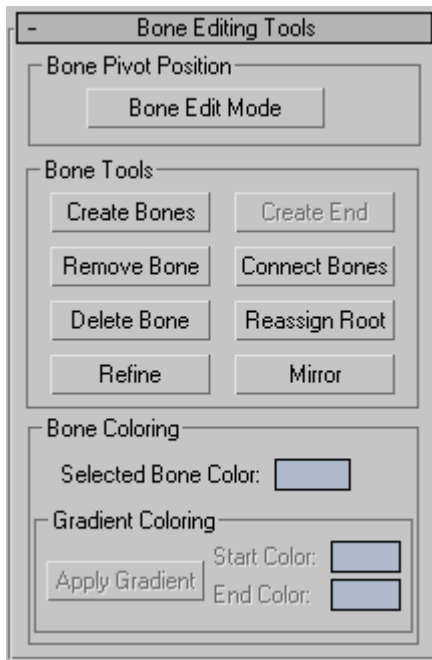 - Bone Editing Tools
Bone Pivot Position
Bone Edit Mode
Bone Tools
Create Bones Create End
Remove Bone Connect Bones
Delete Bone Reassign Root
Refine Mirror
Bone Coloring
Selected Bone Color:
Gradient Coloring
Apply Gradient Start Color:
End Color: